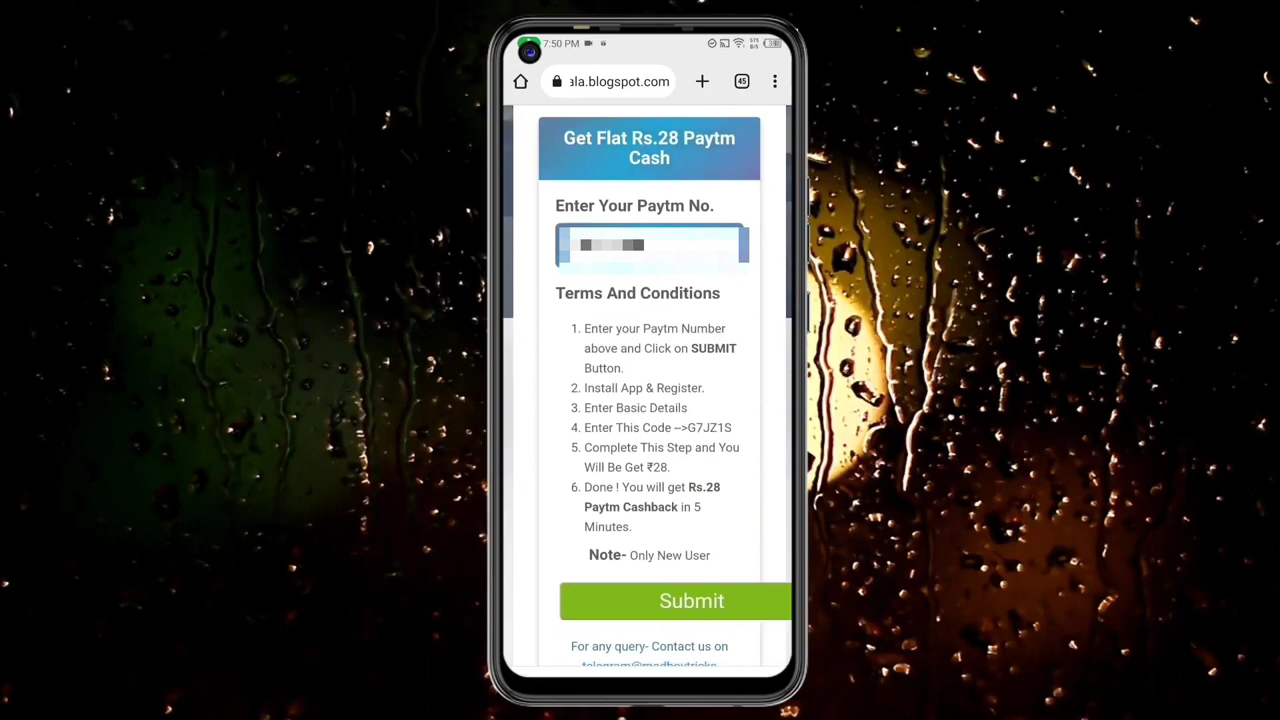 7:50 PM
ala.blogspot.com
45
Get Flat Rs.28 Paytm
Cash
Enter Your Paytm No.
Terms And Conditions
1. Enter your Paytm Number
above and Click on SUBMIT
Button.
2. Install App & Register.
3. Enter Basic Details
4. Enter This Code -->G7JZ1S
5. Complete This Step and You
Will Be Get ₹28.
6. Done ! You will get Rs.28
Paytm Cashback in 5
Minutes.
Note- Only New User
Submit
For any query- Contact us on